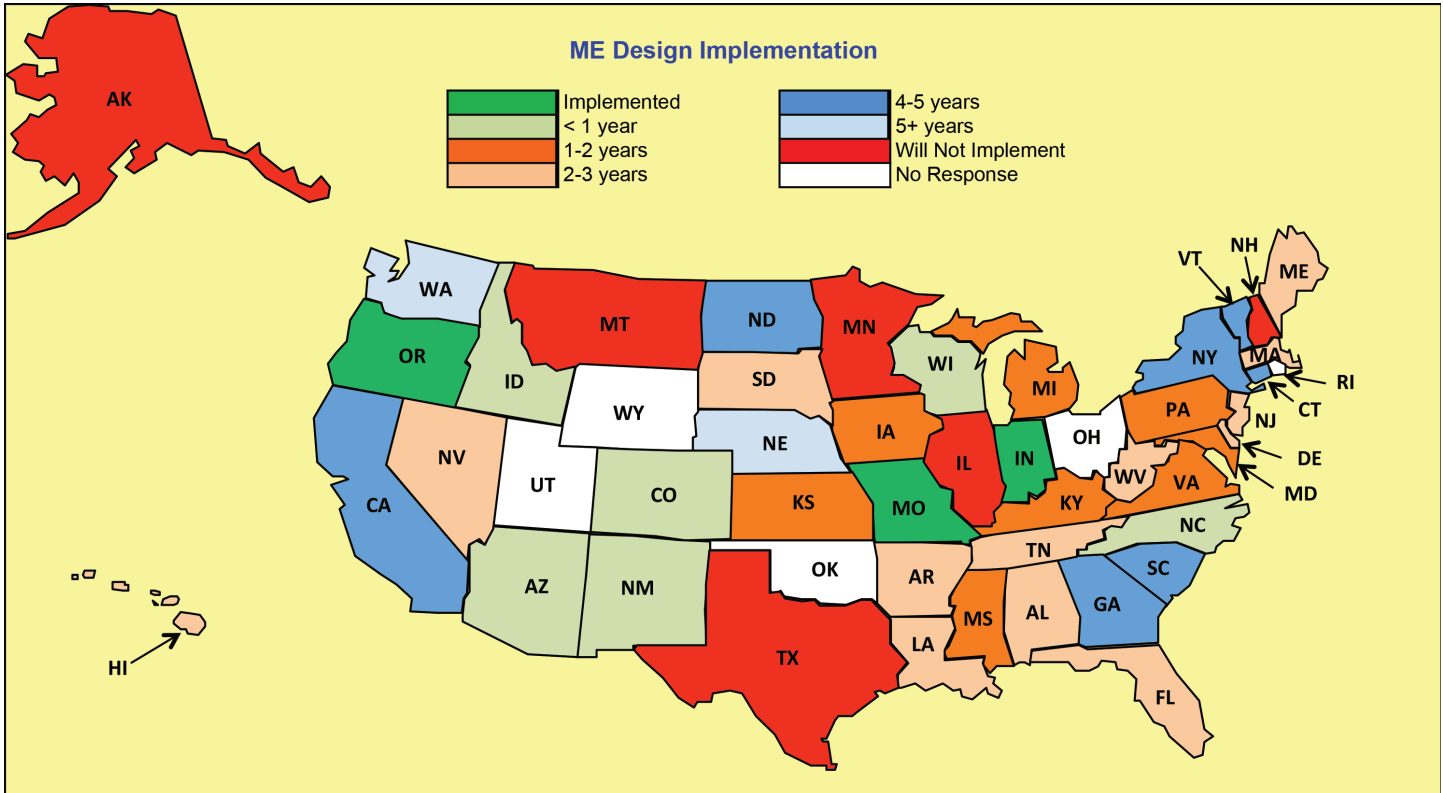 ME Design Implementation
Implemented
< 1 year
1-2 years
2-3 years
4-5 years
5+ years
Will Not Implement
No Response
AK
WA
MT
ND
MN
VT
NH
ME
OR
ID
SD
WI
MI
NY
MA
RI
WY
NE
IA
PA
CT
NJ
NV
UT
CO
KS
IL
IN
OH
WV
DE
MD
CA
MO
KY
VA
AZ
NM
OK
AR
TN
NC
SC
HI
TX
LA
MS
AL
GA
FL